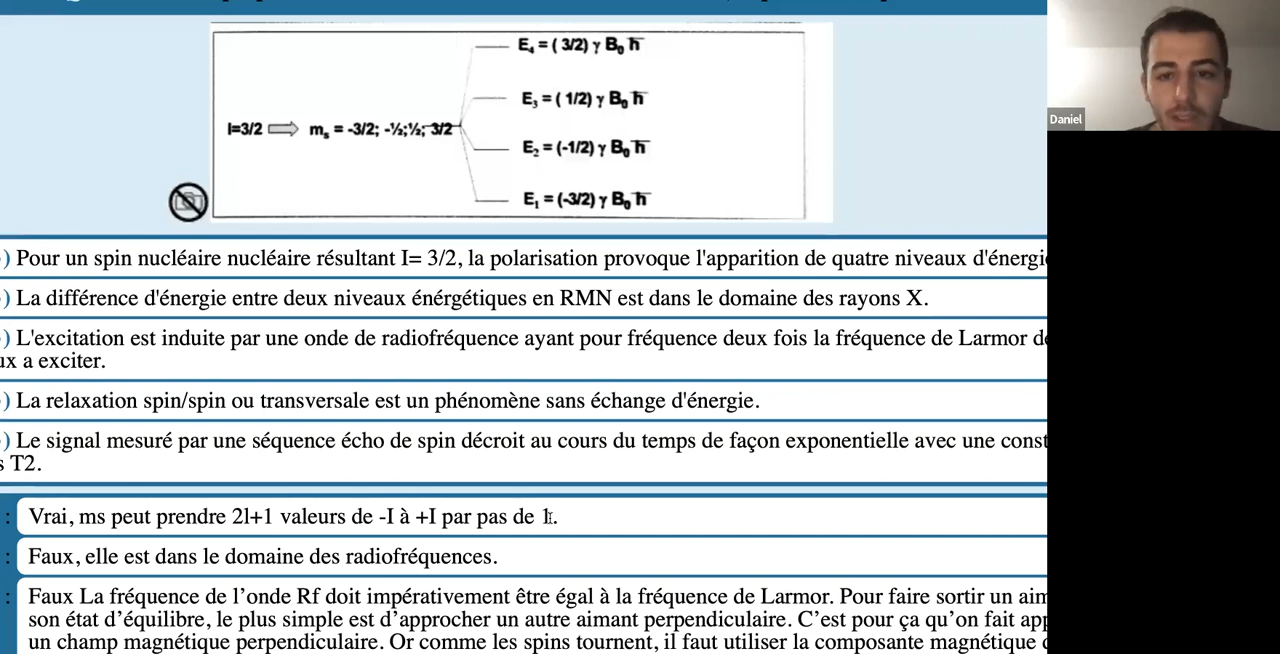 E₄ = ( 3/2) γ B₀ ħ
E₃ = ( 1/2) γ B₀ ħ
I=3/2 ⇒ mₛ = -3/2; -½;½; 3/2
E₂ = (-1/2) γ B₀ ħ
E₁ = (-3/2) γ B₀ ħ
Daniel
) Pour un spin nucléaire nucléaire résultant I= 3/2, la polarisation provoque l'apparition de quatre niveaux d'énergi
) La différence d'énergie entre deux niveaux énérgétiques en RMN est dans le domaine des rayons X.
) L'excitation est induite par une onde de radiofréquence ayant pour fréquence deux fois la fréquence de Larmor de
ux a exciter.
) La relaxation spin/spin ou transversale est un phénomène sans échange d'énergie.
) Le signal mesuré par une séquence écho de spin décroit au cours du temps de façon exponentielle avec une const
s T2.
: Vrai, ms peut prendre 2l+1 valeurs de -I à +I par pas de 1.
: Faux, elle est dans le domaine des radiofréquences.
: Faux La fréquence de l’onde Rf doit impérativement être égal à la fréquence de Larmor. Pour faire sortir un aim
son état d’équilibre, le plus simple est d’approcher un autre aimant perpendiculaire. C’est pour ça qu’on fait app
un champ magnétique perpendiculaire. Or comme les spins tournent, il faut utiliser la composante magnétique